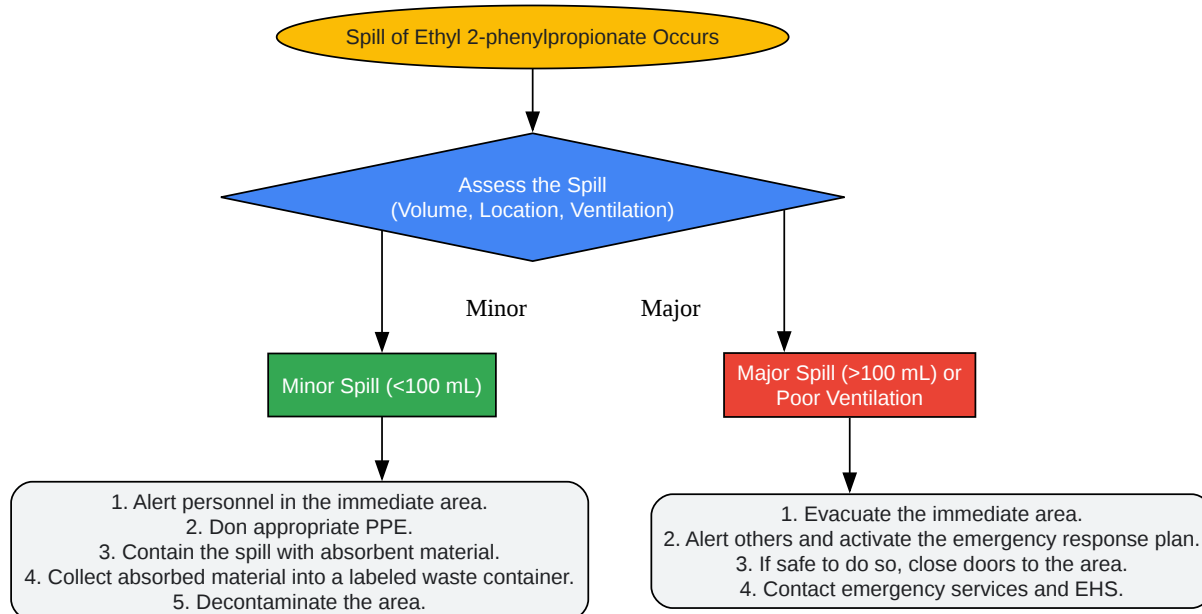 Spill of Ethyl 2-phenylpropionate Occurs
Assess the Spill
(Volume, Location, Ventilation)
Minor
Major
Minor Spill (<100 mL)
Major Spill (>100 mL) or
Poor Ventilation
1. Alert personnel in the immediate area.
2. Don appropriate PPE.
3. Contain the spill with absorbent material.
4. Collect absorbed material into a labeled waste container.
5. Decontaminate the area.
1. Evacuate the immediate area.
2. Alert others and activate the emergency response plan.
3. If safe to do so, close doors to the area.
4. Contact emergency services and EHS.